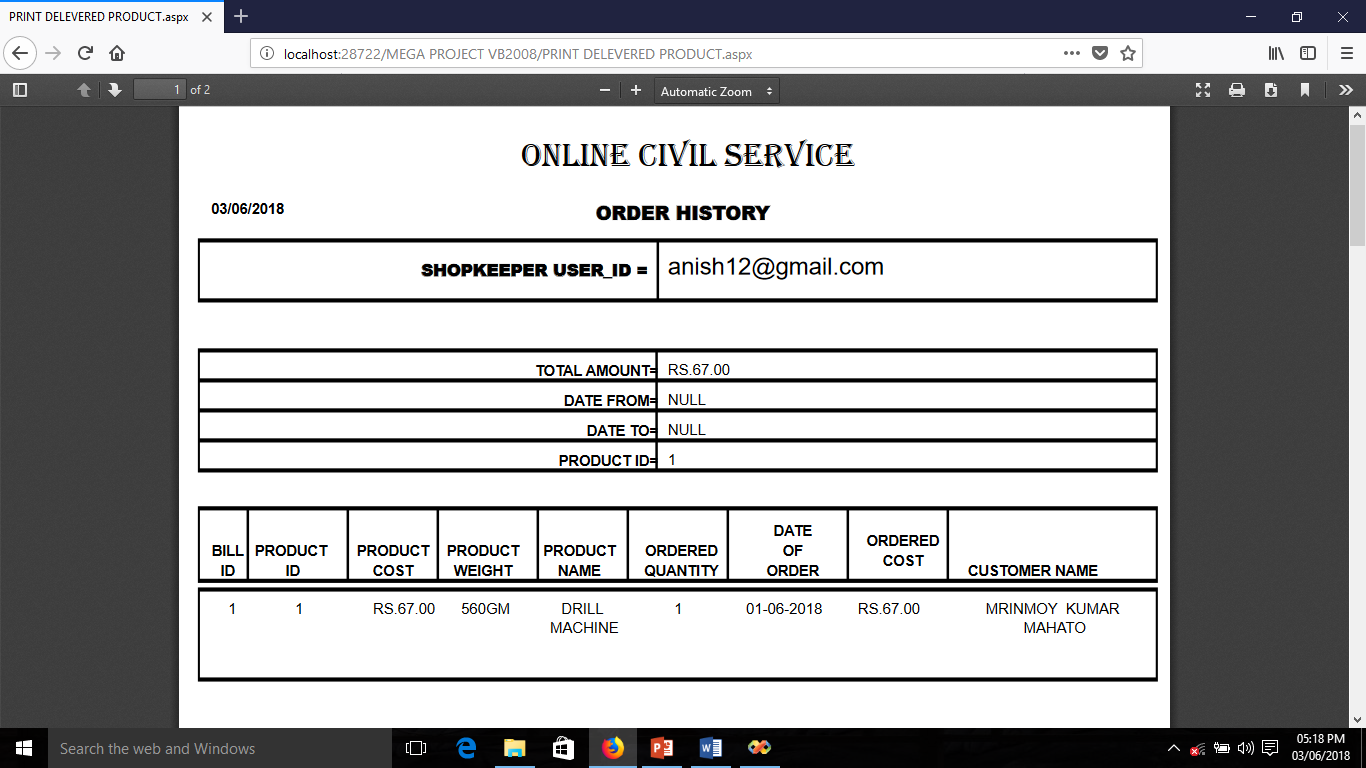 PRINT DELEVERED PRODUCT.aspx
localhost:28722/MEGA PROJECT VB2008/PRINT DELEVERED PRODUCT.aspx
1 of 2
Automatic Zoom
ONLINE CIVIL SERVICE
03/06/2018
ORDER HISTORY
SHOPKEEPER USER_ID = anish12@gmail.com
TOTAL AMOUNT= RS.67.00
DATE FROM= NULL
DATE TO= NULL
PRODUCT ID= 1
BILL ID PRODUCT ID PRODUCT COST PRODUCT WEIGHT PRODUCT NAME ORDERED QUANTITY DATE OF ORDER ORDERED COST CUSTOMER NAME
1 1 RS.67.00 560GM DRILL MACHINE 1 01-06-2018 RS.67.00 MRINMOY KUMAR MAHATO
Search the web and Windows
05:18 PM
03/06/2018